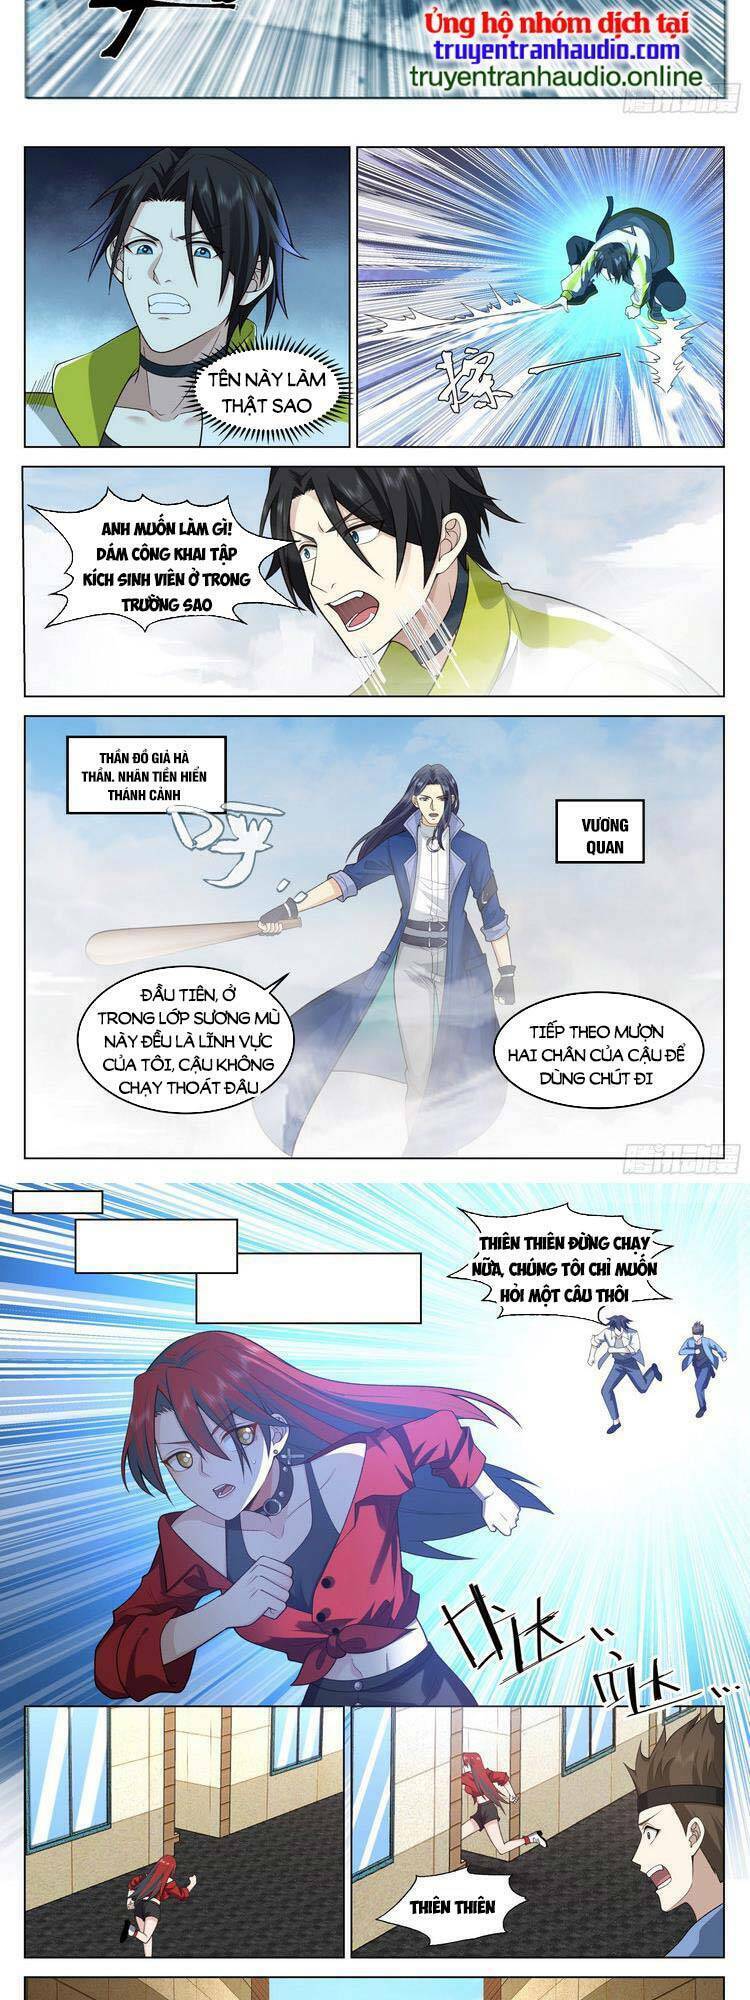 Ủng hộ nhóm dịch tại
truyentranhaudio.com
truyentranhaudio.online
TÊN NÀY LÀM
THẬT SAO
ANH MUỐN LÀM GÌ!
DÁM CÔNG KHAI TẬP
KÍCH SINH VIÊN Ở TRONG
TRƯỜNG SAO
THẦN ĐỒ GIẢ HÀ
THẦN. NHÂN TIỀN HIỂN
THÁNH CẢNH
VƯƠNG
QUAN
ĐẦU TIÊN, Ở
TRONG LỚP SƯƠNG MÙ
NÀY ĐỀU LÀ LĨNH VỰC
CỦA TÔI, CẬU KHÔNG
CHẠY THOÁT ĐÂU
TIẾP THEO MƯỢN
HAI CHÂN CỦA CẬU ĐỂ
DÙNG CHÚT ĐI
THIÊN THIÊN ĐỪNG CHẠY
NỮA, CHÚNG TÔI CHỈ MUỐN
HỎI MỘT CÂU THÔI
哒
哒
THIÊN THIÊN